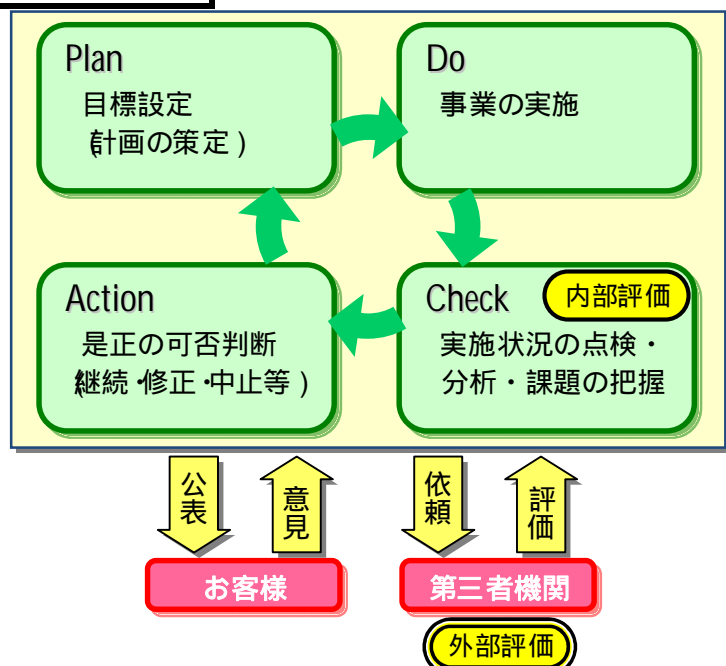 Plan
目標設定
(計画の策定)
Do
事業の実施
Action
是正の可否判断
(継続・修正・中止等)
Check
内部評価
実施状況の点検・
分析・課題の把握
公表
意見
依頼
評価
お客様
第三者機関
外部評価